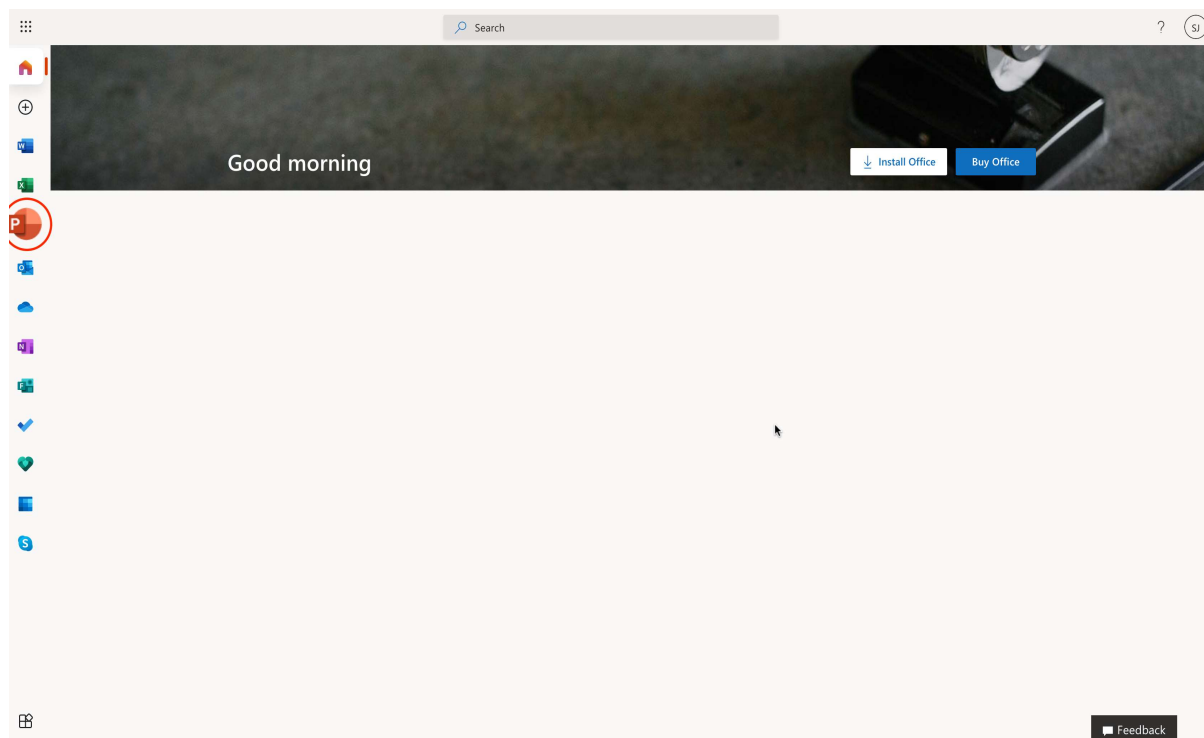 Search
?
SJ
Good morning
Install Office
Buy Office
W
X
P
O
N
F
S
Feedback